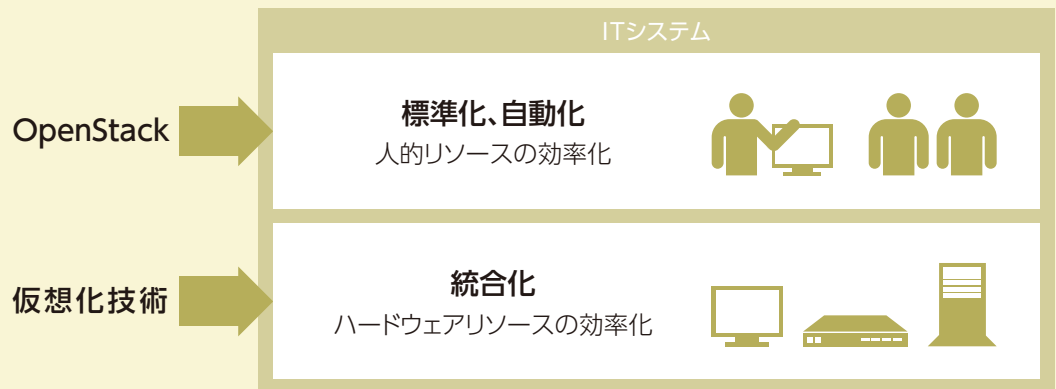 ITシステム
OpenStack
標準化、自動化
人的リソースの効率化
仮想化技術
統合化
ハードウェアリソースの効率化